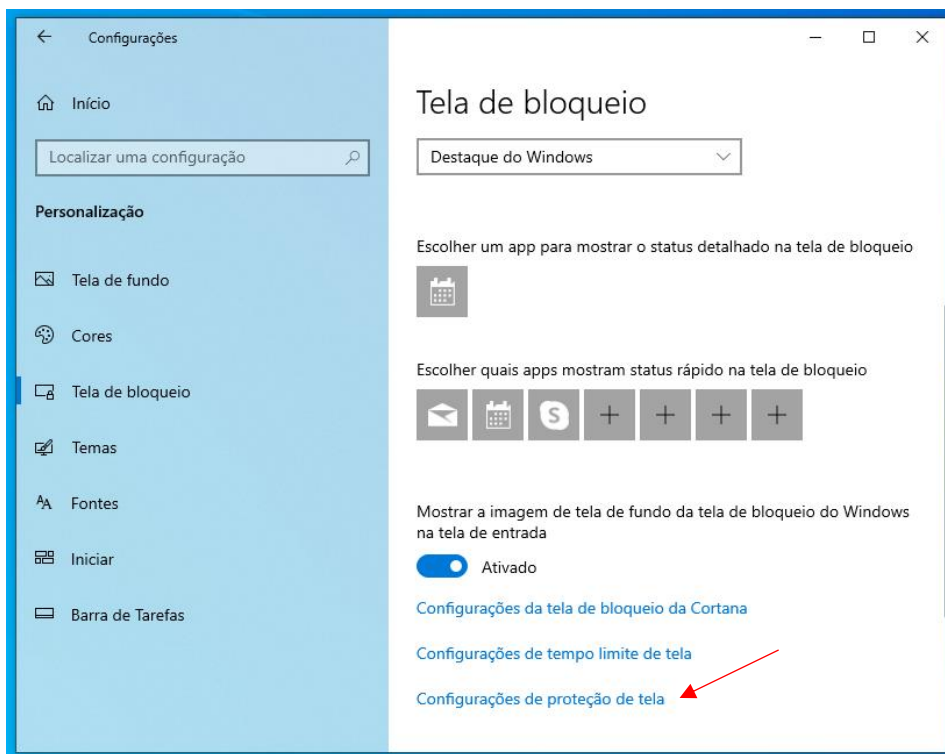 Configurações
Início
Localizar uma configuração
Personalização
Tela de fundo
Cores
Tela de bloqueio
Temas
Fontes
Iniciar
Barra de Tarefas
Tela de bloqueio
Destaque do Windows
Escolher um app para mostrar o status detalhado na tela de bloqueio
Escolher quais apps mostram status rápido na tela de bloqueio
Mostrar a imagem de tela de fundo da tela de bloqueio do Windows
na tela de entrada
Ativado
Configurações da tela de bloqueio da Cortana
Configurações de tempo limite de tela
Configurações de proteção de tela